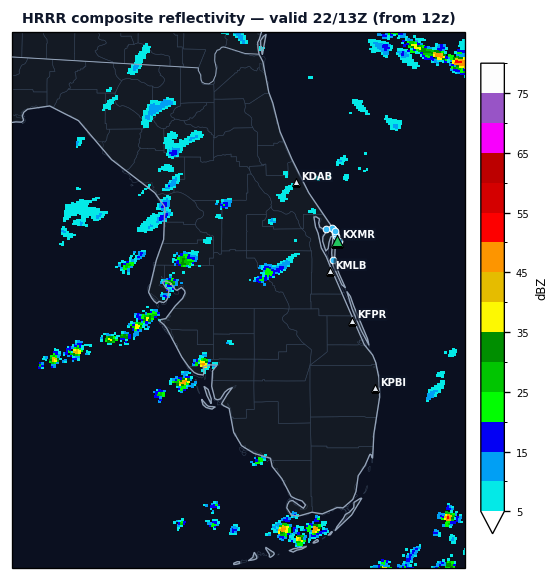 HRRR composite reflectivity — valid 22/13Z (from 12z)
KDAB
KXMR
KMLB
KFPR
KPBI
75
65
55
45
35
25
15
5
dBZ